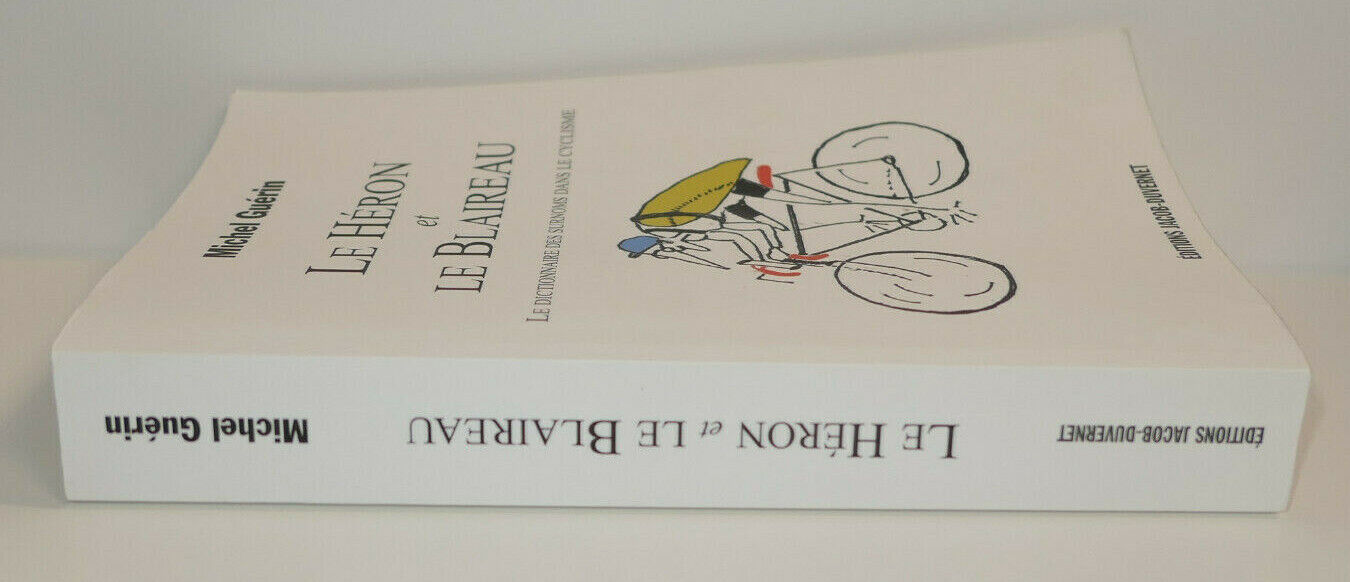 Michel Guérin
LE HÉRON
et
LE BLAIREAU
LE DICTIONNAIRE DES SURNOMS DANS LE CYCLISME
EDITIONS JACOB-DUVERNET
Michel Guérin
LE HÉRON et LE BLAIREAU
ÉDITIONS JACOB-DUVERNET